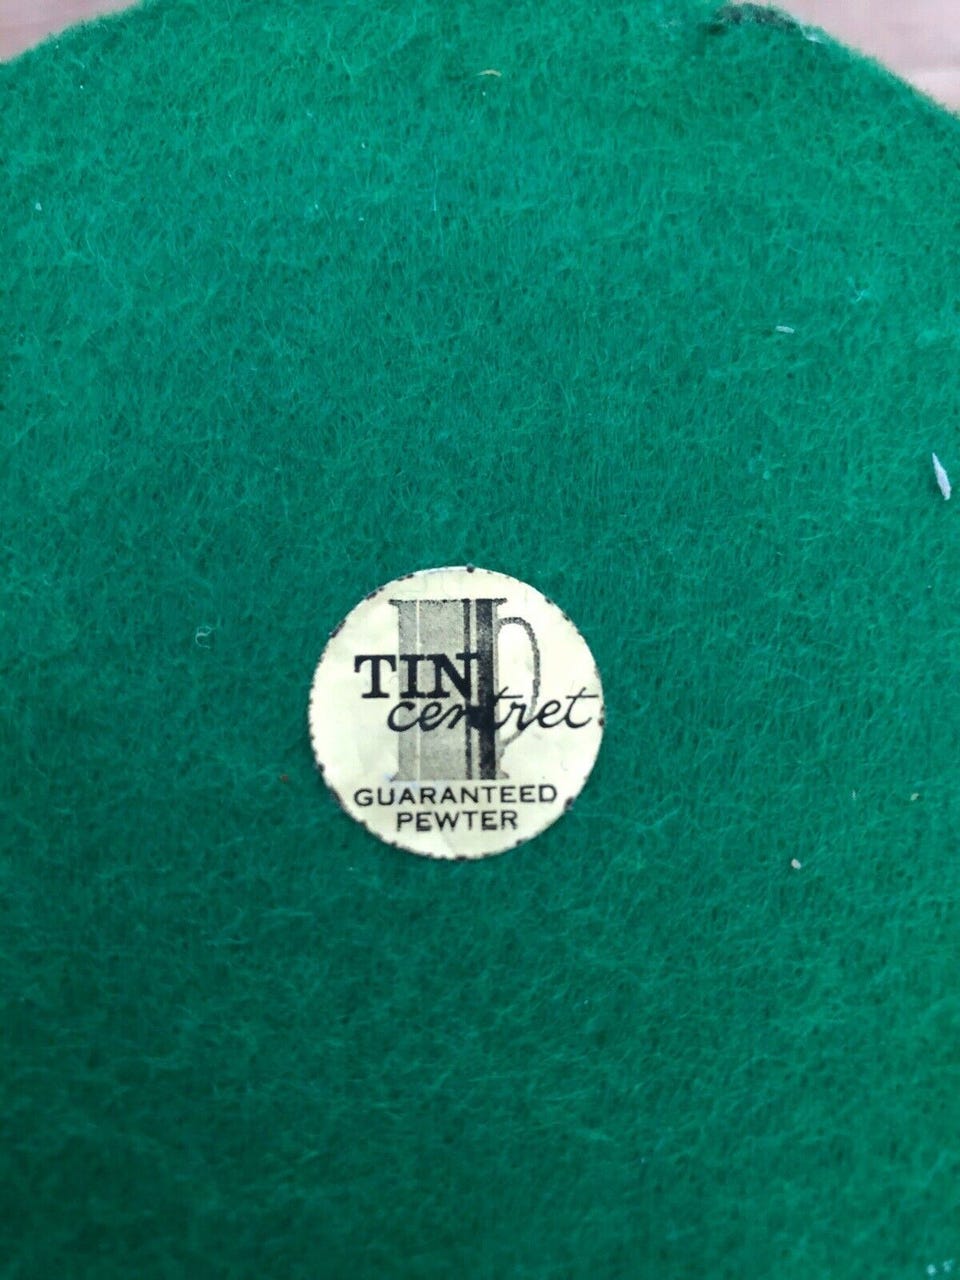 TIN
centret
GUARANTEED
PEWTER